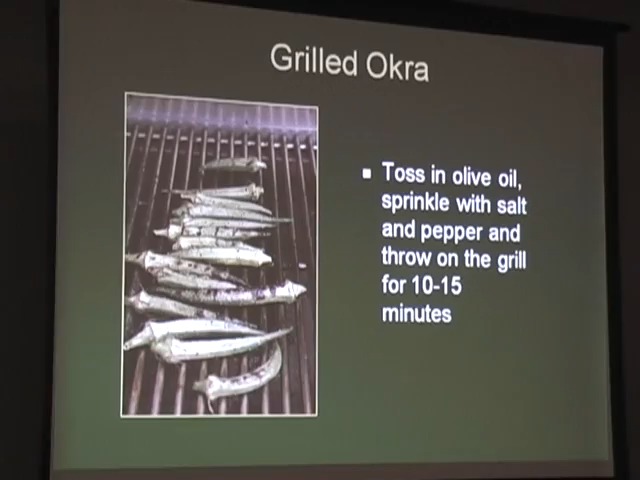 Grilled Okra
▪ Toss in olive oil,
sprinkle with salt
and pepper and
throw on the grill
for 10-15
minutes